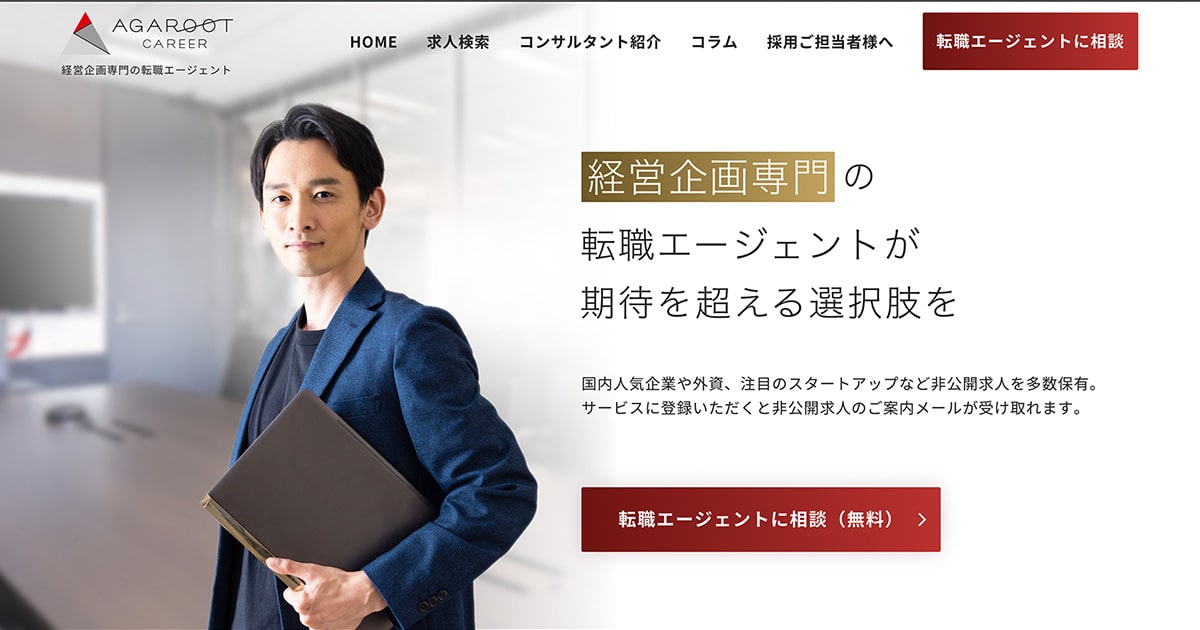 AGAROOT
CAREER
経営企画専門の転職エージェント
HOME
求人検索
コンサルタント紹介
コラム
採用ご担当者様へ
転職エージェントに相談
経営企画専門の
転職エージェントが
期待を超える選択肢を
国内人気企業や外資、注目のスタートアップなど非公開求人を多数保有。
サービスに登録いただくと非公開求人のご案内メールが受け取れます。
転職エージェントに相談（無料）